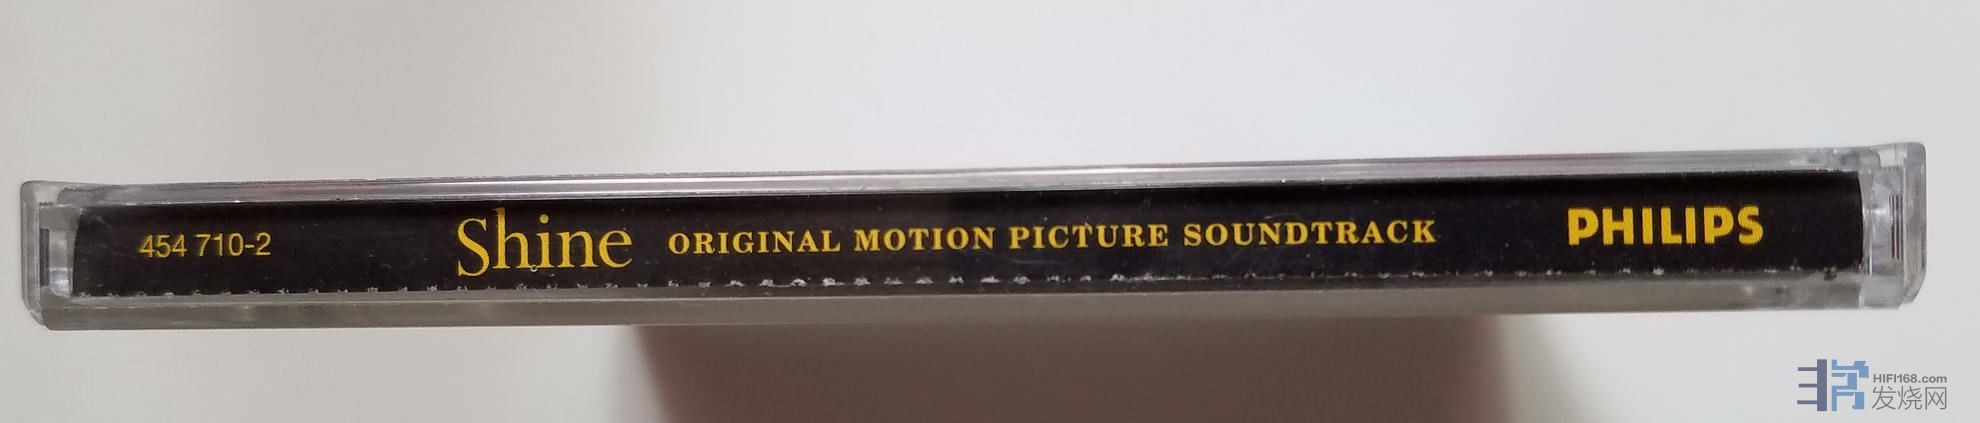 454 710-2 Shine ORIGINAL MOTION PICTURE SOUNDTRACK PHILIPS
HIFI168.com
发烧网